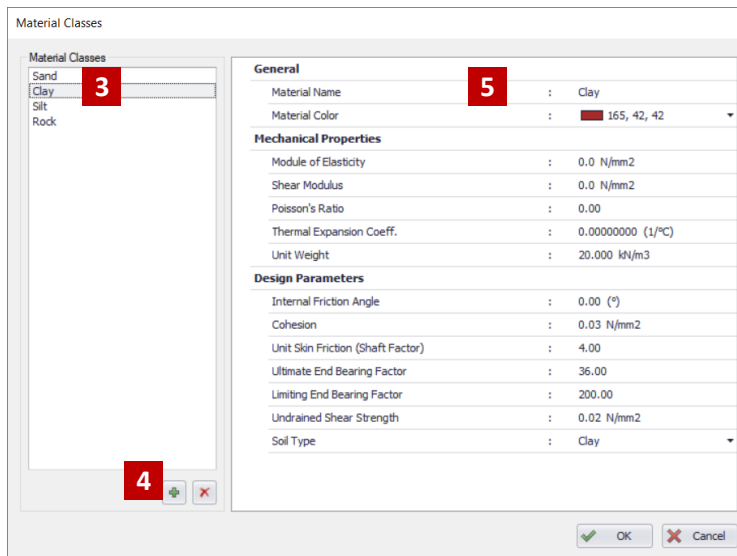 Material Classes
Material Classes
Sand
Clay
Silt
Rock
3
4
5
General
Material Name : Clay
Material Color : 165, 42, 42
Mechanical Properties
Module of Elasticity : 0.0 N/mm2
Shear Modulus : 0.0 N/mm2
Poisson's Ratio : 0.00
Thermal Expansion Coeff. : 0.00000000 (1/°C)
Unit Weight : 20.000 kN/m3
Design Parameters
Internal Friction Angle : 0.00 (°)
Cohesion : 0.03 N/mm2
Unit Skin Friction (Shaft Factor) : 4.00
Ultimate End Bearing Factor : 36.00
Limiting End Bearing Factor : 200.00
Undrained Shear Strength : 0.02 N/mm2
Soil Type : Clay
OK Cancel